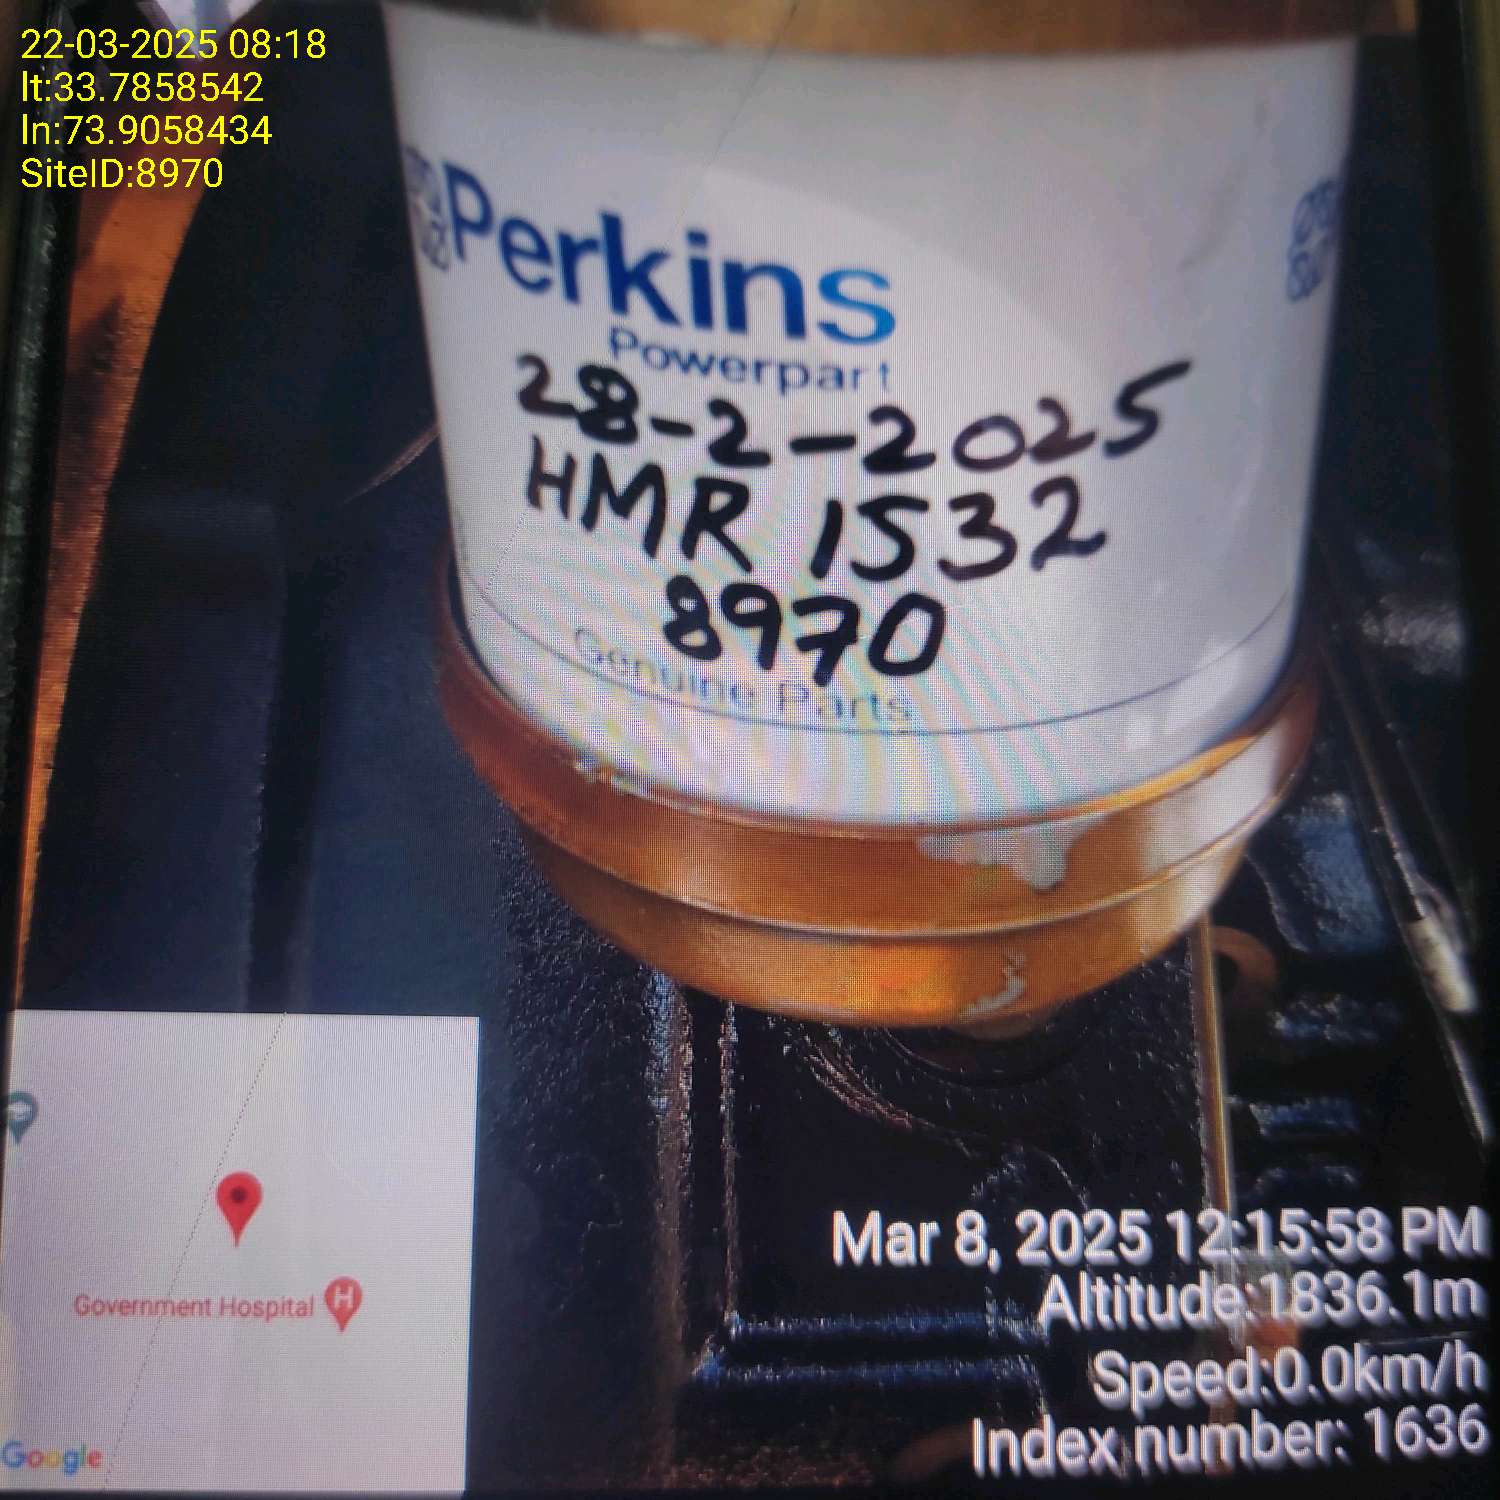 22-03-2025 08:18
lt:33.7858542
ln:73.9058434
SiteID:8970
Perkins
Powerpart
28-2-2025
HMR 1532
8970
Genuine Parts
Government Hospital
H
Google
Mar 8, 2025 12:15:58 PM
Altitude:1836.1m
Speed:0.0km/h
Index number: 1636